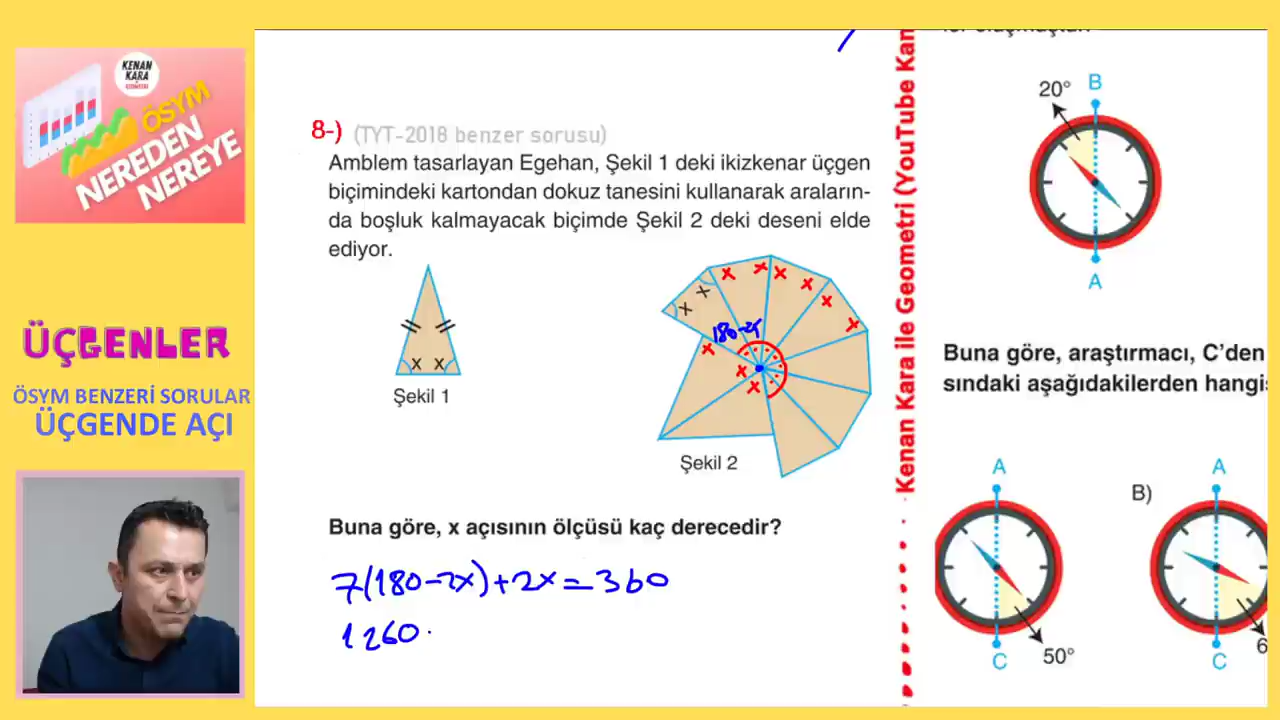 KENAN
KARA
GEOMETRİ
ÖSYM
NEREDEN
NEREYE
ÜÇGENLER
ÖSYM BENZERİ SORULAR
ÜÇGENDE AÇI
8-) (TYT-2018 benzer sorusu)
Amblem tasarlayan Egehan, Şekil 1 deki ikizkenar üçgen
biçimindeki kartondan dokuz tanesini kullanarak araların-
da boşluk kalmayacak biçimde Şekil 2 deki deseni elde
ediyor.
x x
Şekil 1
x x x x x x x x
180-2x
x x
x
Şekil 2
Buna göre, x açısının ölçüsü kaç derecedir?
7(180-2x)+2x=360
1260
Kenan Kara ile Geometri (YouTube Kan
20°
B
A
Buna göre, araştırmacı, C’den
sındaki aşağıdakilerden hangis
A
C
50°
B)
A
C
6